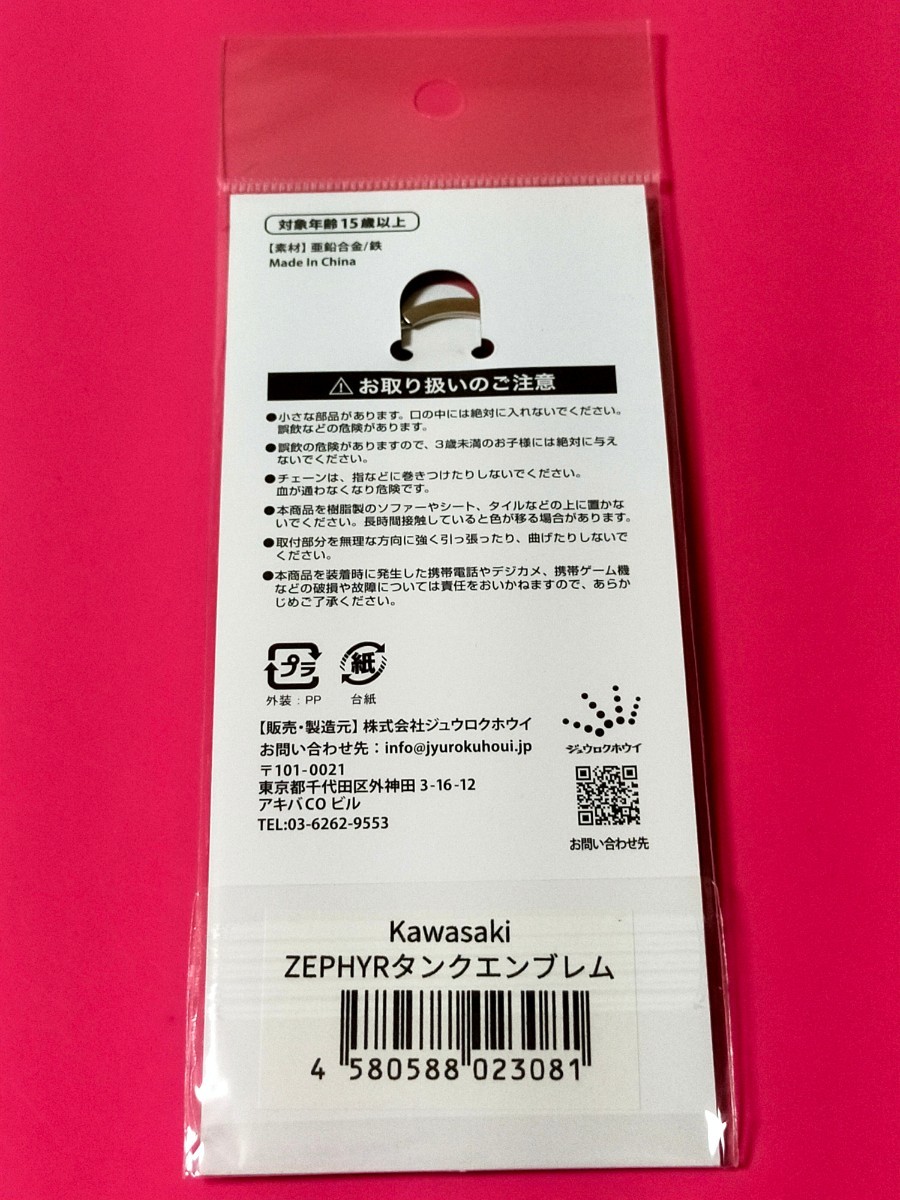 対象年齢15歳以上
【素材】亜鉛合金/鉄
Made In China
⚠お取り扱いのご注意
●小さな部品があります。口の中には絶対に入れないでください。
誤飲などの危険があります。
●誤飲の危険がありますので、3歳未満のお子様には絶対に与え
ないでください。
●チェーンは、指などに巻きつけたりしないでください。
血が通わなくなり危険です。
●本商品を樹脂製のソファーやシート、タイルなどの上に置かな
いでください。長時間接触していると色が移る場合があります。
●取付部分を無理な方向に強く引っ張ったり、曲げたりしないで
ください。
●本商品を装着時に発生した携帯電話やデジカメ、携帯ゲーム機
などの破損や故障については責任をおいかねますので、あらか
じめご了承ください。
プラ
紙
外装：PP
台紙
【販売・製造元】株式会社ジュウロクホウイ
お問い合わせ先：info@jyurokuhoui.jp
〒101-0021
東京都千代田区外神田 3-16-12
アキバCO ビル
TEL:03-6262-9553
ジュウロクホウイ
お問い合わせ先
Kawasaki
ZEPHYRタンクエンブレム
4 580588 023081